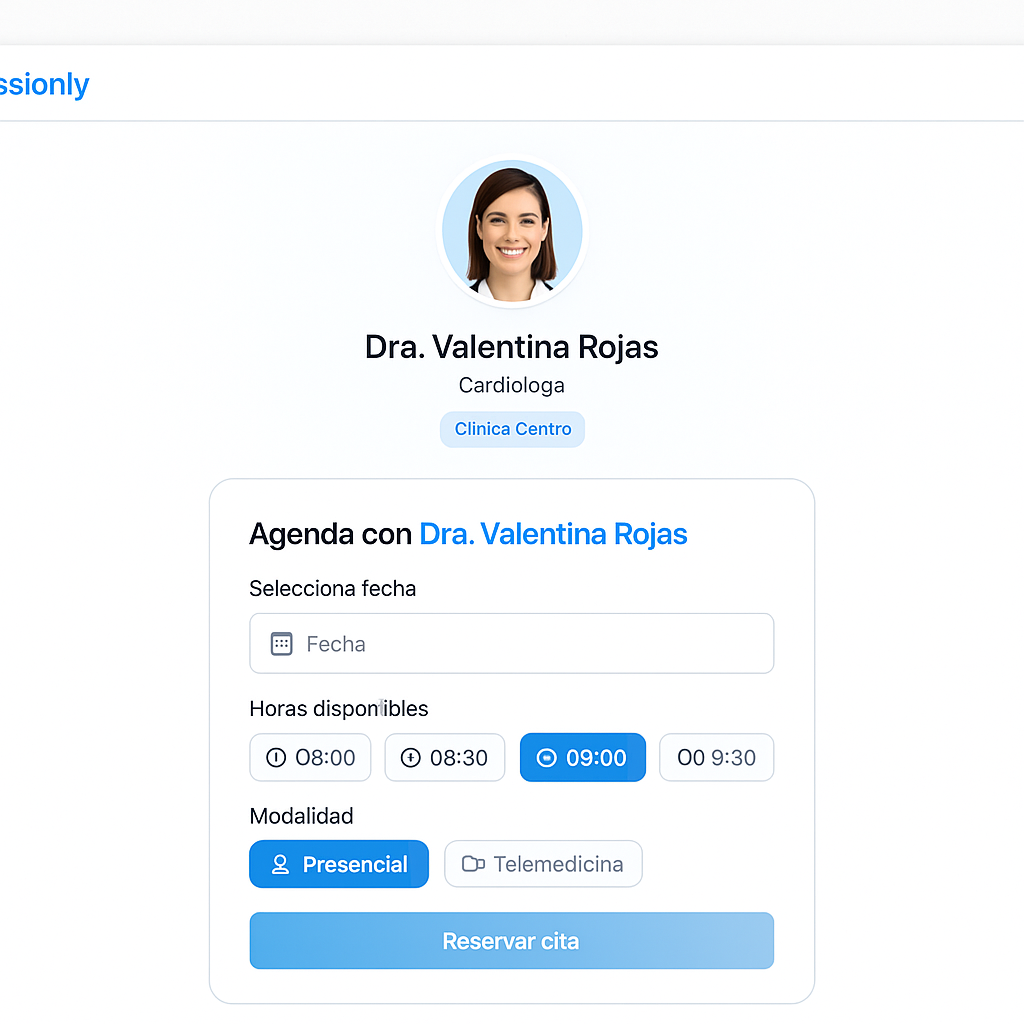 ssionly
Dra. Valentina Rojas
Cardiologa
Clinica Centro
Agenda con Dra. Valentina Rojas
Selecciona fecha
Fecha
Horas disponibles
O8:00 08:30 09:00 O0 9:30
Modalidad
Presencial Telemedicina
Reservar cita